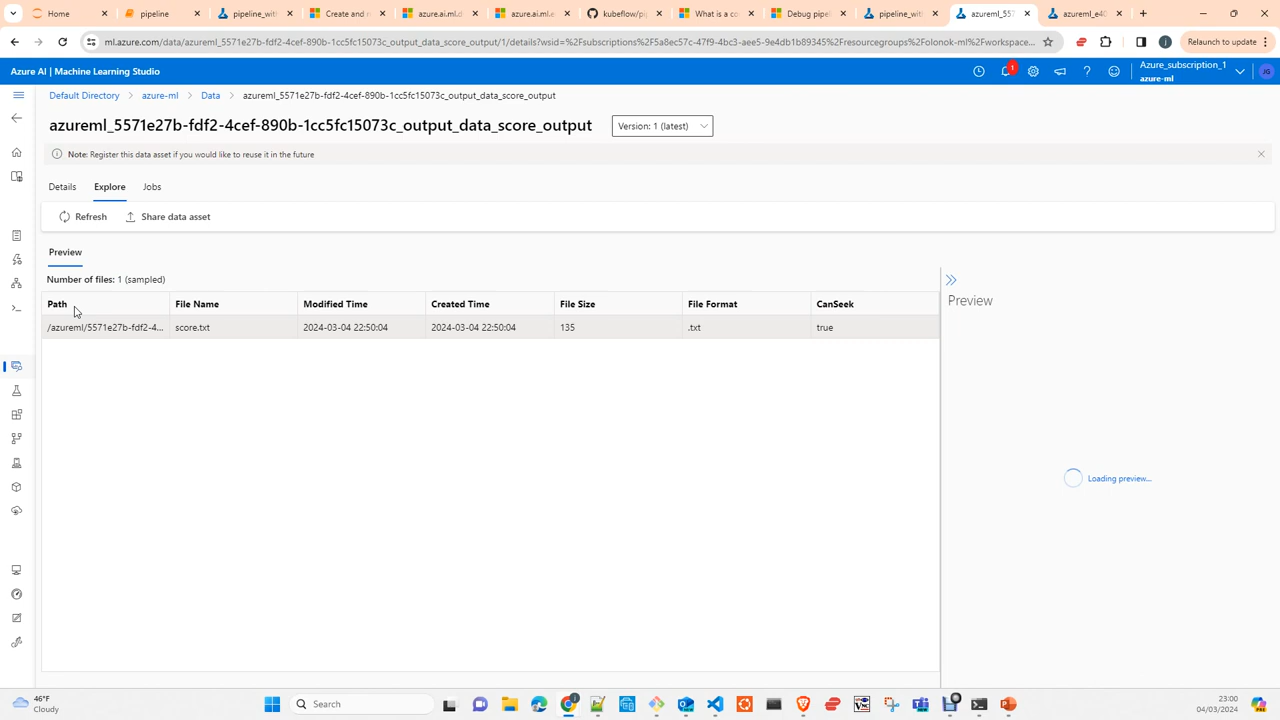 Home
pipeline
pipeline_with
Create and r
azure.ai.ml.d
azure.ai.ml.e
kubeflow/pip
What is a co
Debug pipeli
pipeline_with
azureml_557
azureml_e40
ml.azure.com/data/azureml_5571e27b-fdf2-4cef-890b-1cc5fc15073c_output_data_score_output/1/details?wsid=%2Fsubscriptions%2F5a8ec57c-47f9-4bc3-aee5-9e4db1b89345%2Fresourcegroups%2Folonok-ml%2Fworkspace...
Relaunch to update
Azure AI | Machine Learning Studio
1
Azure_subscription_1
azure-ml
JG
Default Directory
azure-ml
Data
azureml_5571e27b-fdf2-4cef-890b-1cc5fc15073c_output_data_score_output
azureml_5571e27b-fdf2-4cef-890b-1cc5fc15073c_output_data_score_output
Version: 1 (latest)
Note: Register this data asset if you would like to reuse it in the future
Details Explore Jobs
Refresh Share data asset
Preview
Number of files: 1 (sampled)
Path File Name Modified Time Created Time File Size File Format CanSeek
/azureml/5571e27b-fdf2-4... score.txt 2024-03-04 22:50:04 2024-03-04 22:50:04 135 .txt true
Preview
Loading preview...
46°F
Cloudy
Search
23:00
04/03/2024